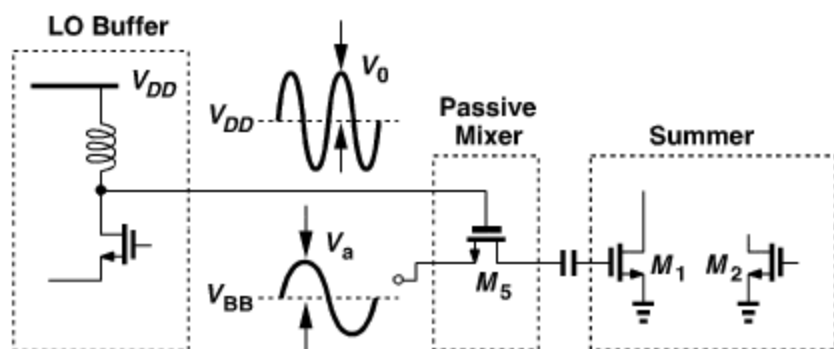 LO Buffer
V_DD
V_0
V_DD
Passive
Mixer
Summer
V_a
V_BB
M_5
M_1
M_2